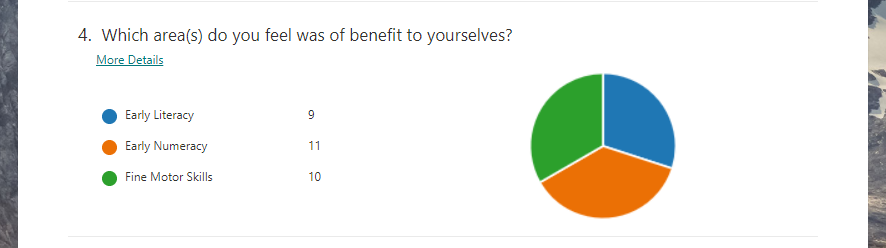 4. Which area(s) do you feel was of benefit to yourselves?
More Details
Early Literacy 9
Early Numeracy 11
Fine Motor Skills 10